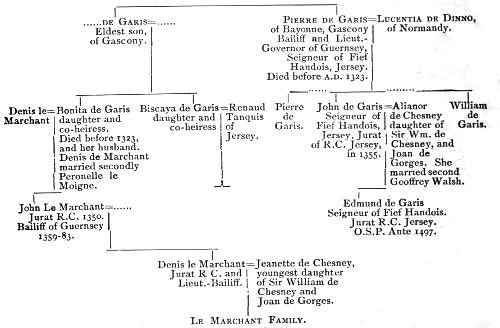 ......DE GARIS=......
Eldest son,
of Gascony.
PIERRE DE GARIS=LUCENTIA DE DINNO,
of Bayonne, Gascony
of Normandy.
Bailiff and Lieut.-
Governor of Guernsey,
Seigneur of Fief
Handois, Jersey.
Died before A.D. 1323.
Denis le=Bonita de Garis
Marchant
daughter and
co-heiress.
Died before 1323,
and her husband.
Denis de Marchant
married secondly
Peronelle le
Moigne.
Biscaya de Garis=Renaud
daughter and
co-heiress
Tanquis
of
Jersey.
Pierre
de
Garis.
John de Garis=Alianor
Seigneur of
Fief Handois,
Jersey, Jurat
of R.C. Jersey,
in 1355.
de Chesney
daughter of
Sir Wm. de
Chesney, and
Joan de
Gorges. She
married second
Geoffrey Walsh.
William
de Garis.
John Le Marchant=......
Jurat R.C. 1350.
Bailiff of Guernsey
1359-83.
Edmund de Garis
Seigneur of Fief Handois.
Jurat R.C. Jersey.
O.S.P. Ante 1497.
Denis le Marchant=Jeanette de Chesney,
Jurat R C. and
Lieut.-Bailiff.
youngest daughter
of Sir William de
Chesney and
Joan de Gorges.
LE MARCHANT FAMILY.